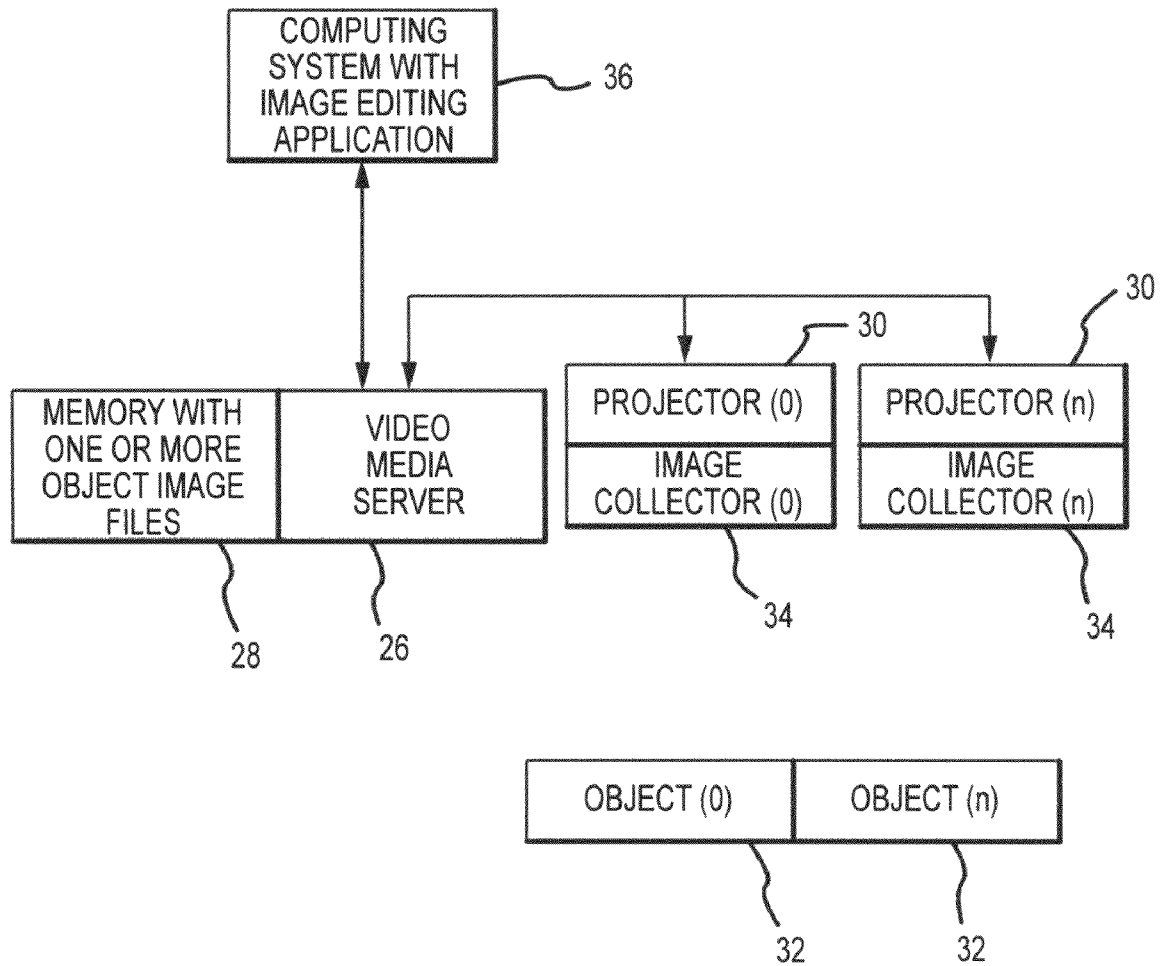 COMPUTING
SYSTEM WITH
IMAGE EDITING
APPLICATION
36
30
30
MEMORY WITH
ONE OR MORE
OBJECT IMAGE
FILES
VIDEO
MEDIA
SERVER
PROJECTOR (0)
IMAGE
COLLECTOR (0)
PROJECTOR (n)
IMAGE
COLLECTOR (n)
28
26
34
34
OBJECT (0)
OBJECT (n)
32
32